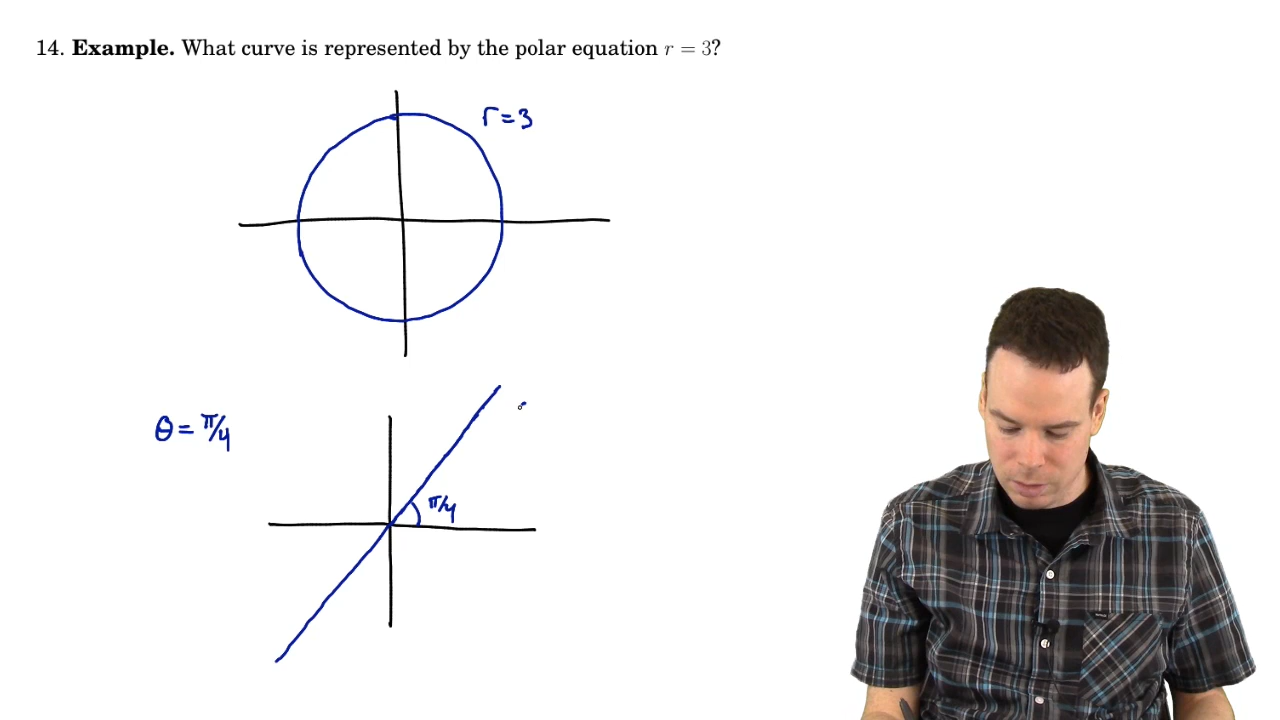 14. Example. What curve is represented by the polar equation r = 3?
r=3
θ = π/4
π/4